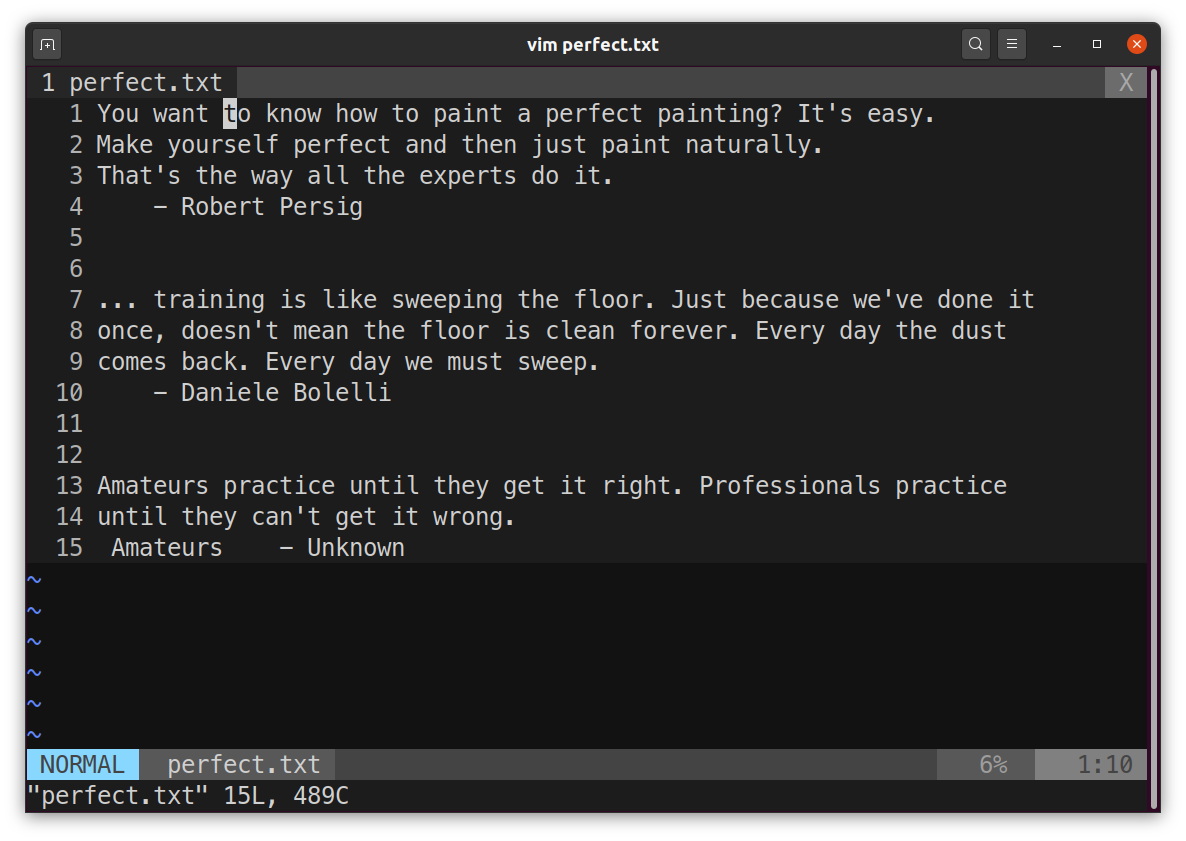 vim perfect.txt
1 perfect.txt X
1 You want to know how to paint a perfect painting? It's easy.
2 Make yourself perfect and then just paint naturally.
3 That's the way all the experts do it.
4     – Robert Persig
5
6
7 ... training is like sweeping the floor. Just because we've done it
8 once, doesn't mean the floor is clean forever. Every day the dust
9 comes back. Every day we must sweep.
10     – Daniele Bolelli
11
12
13 Amateurs practice until they get it right. Professionals practice
14 until they can't get it wrong.
15  Amateurs    – Unknown
~
~
~
~
~
~
NORMAL perfect.txt 6% 1:10
"perfect.txt" 15L, 489C